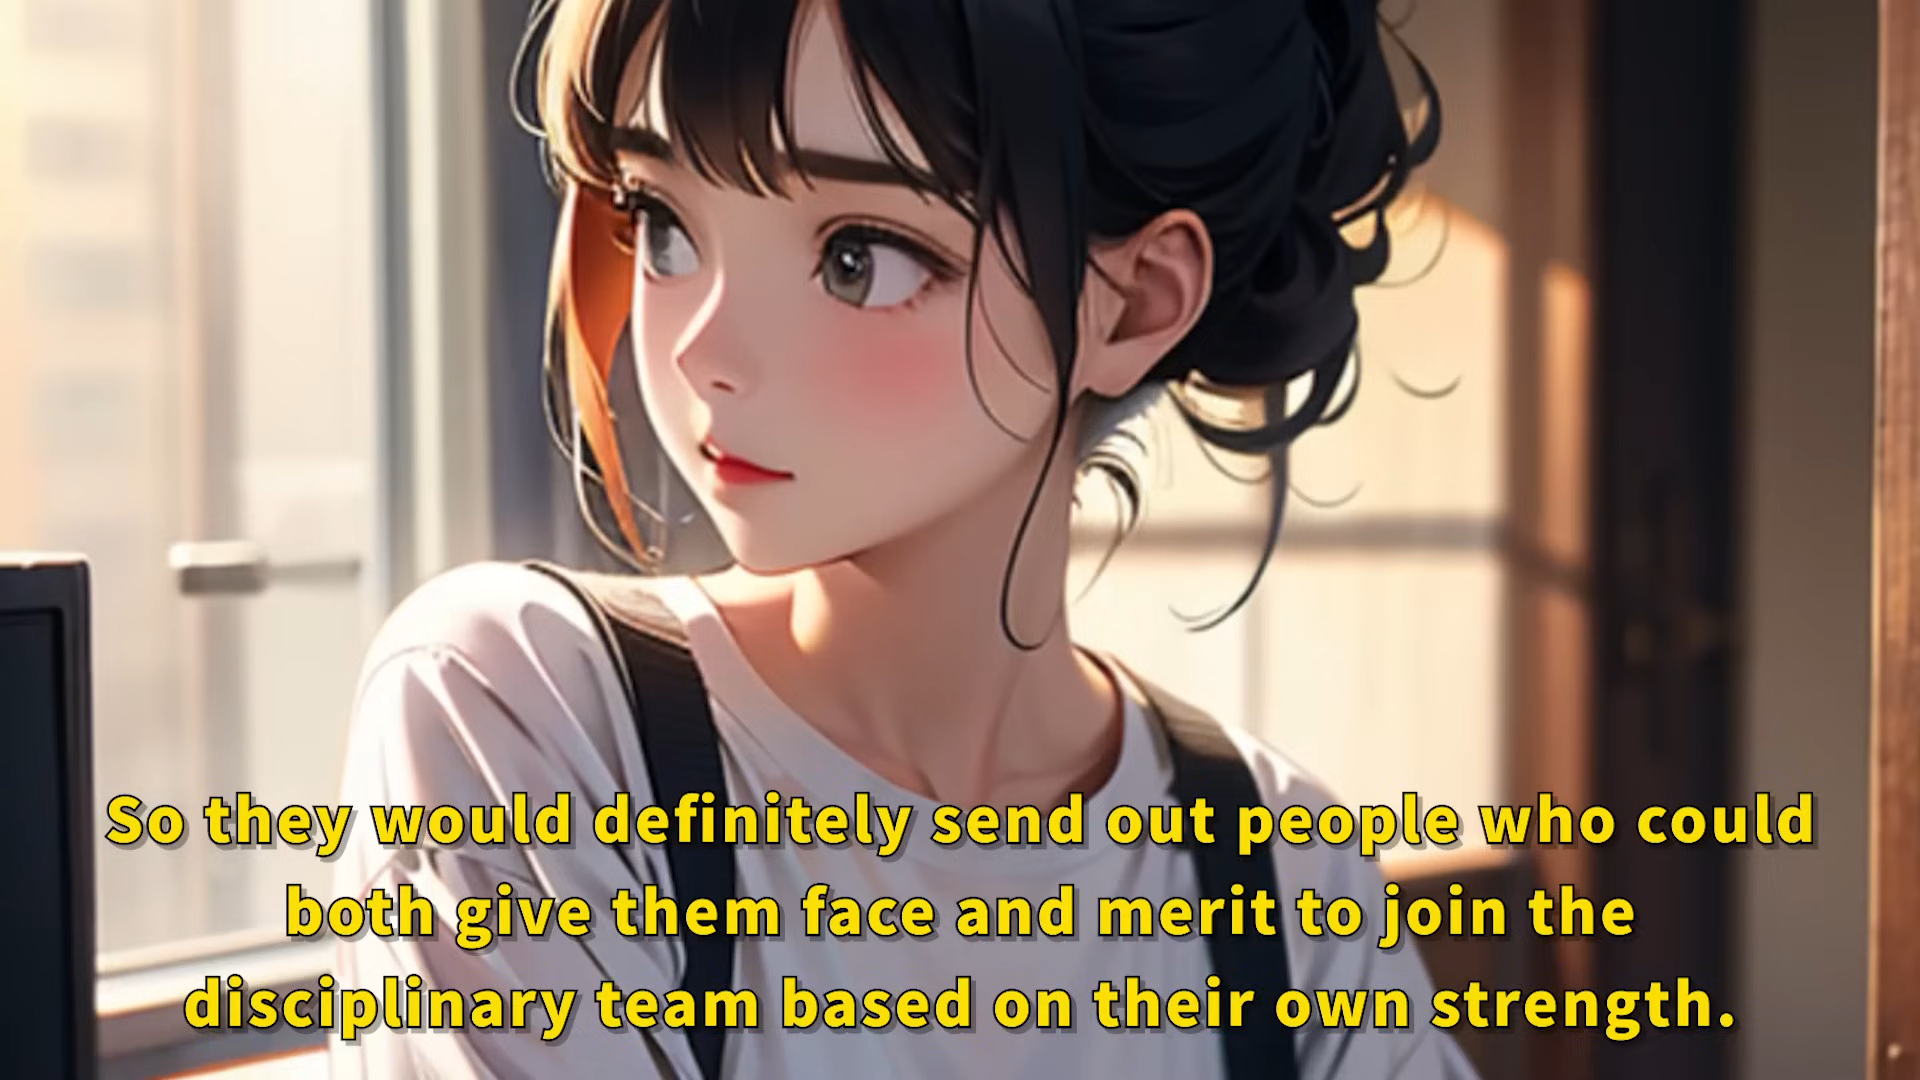 So they would definitely send out people who could
both give them face and merit to join the
disciplinary team based on their own strength.